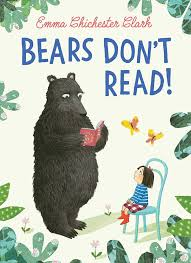 Emma Chichester Clark
BEARS DON'T
READ!